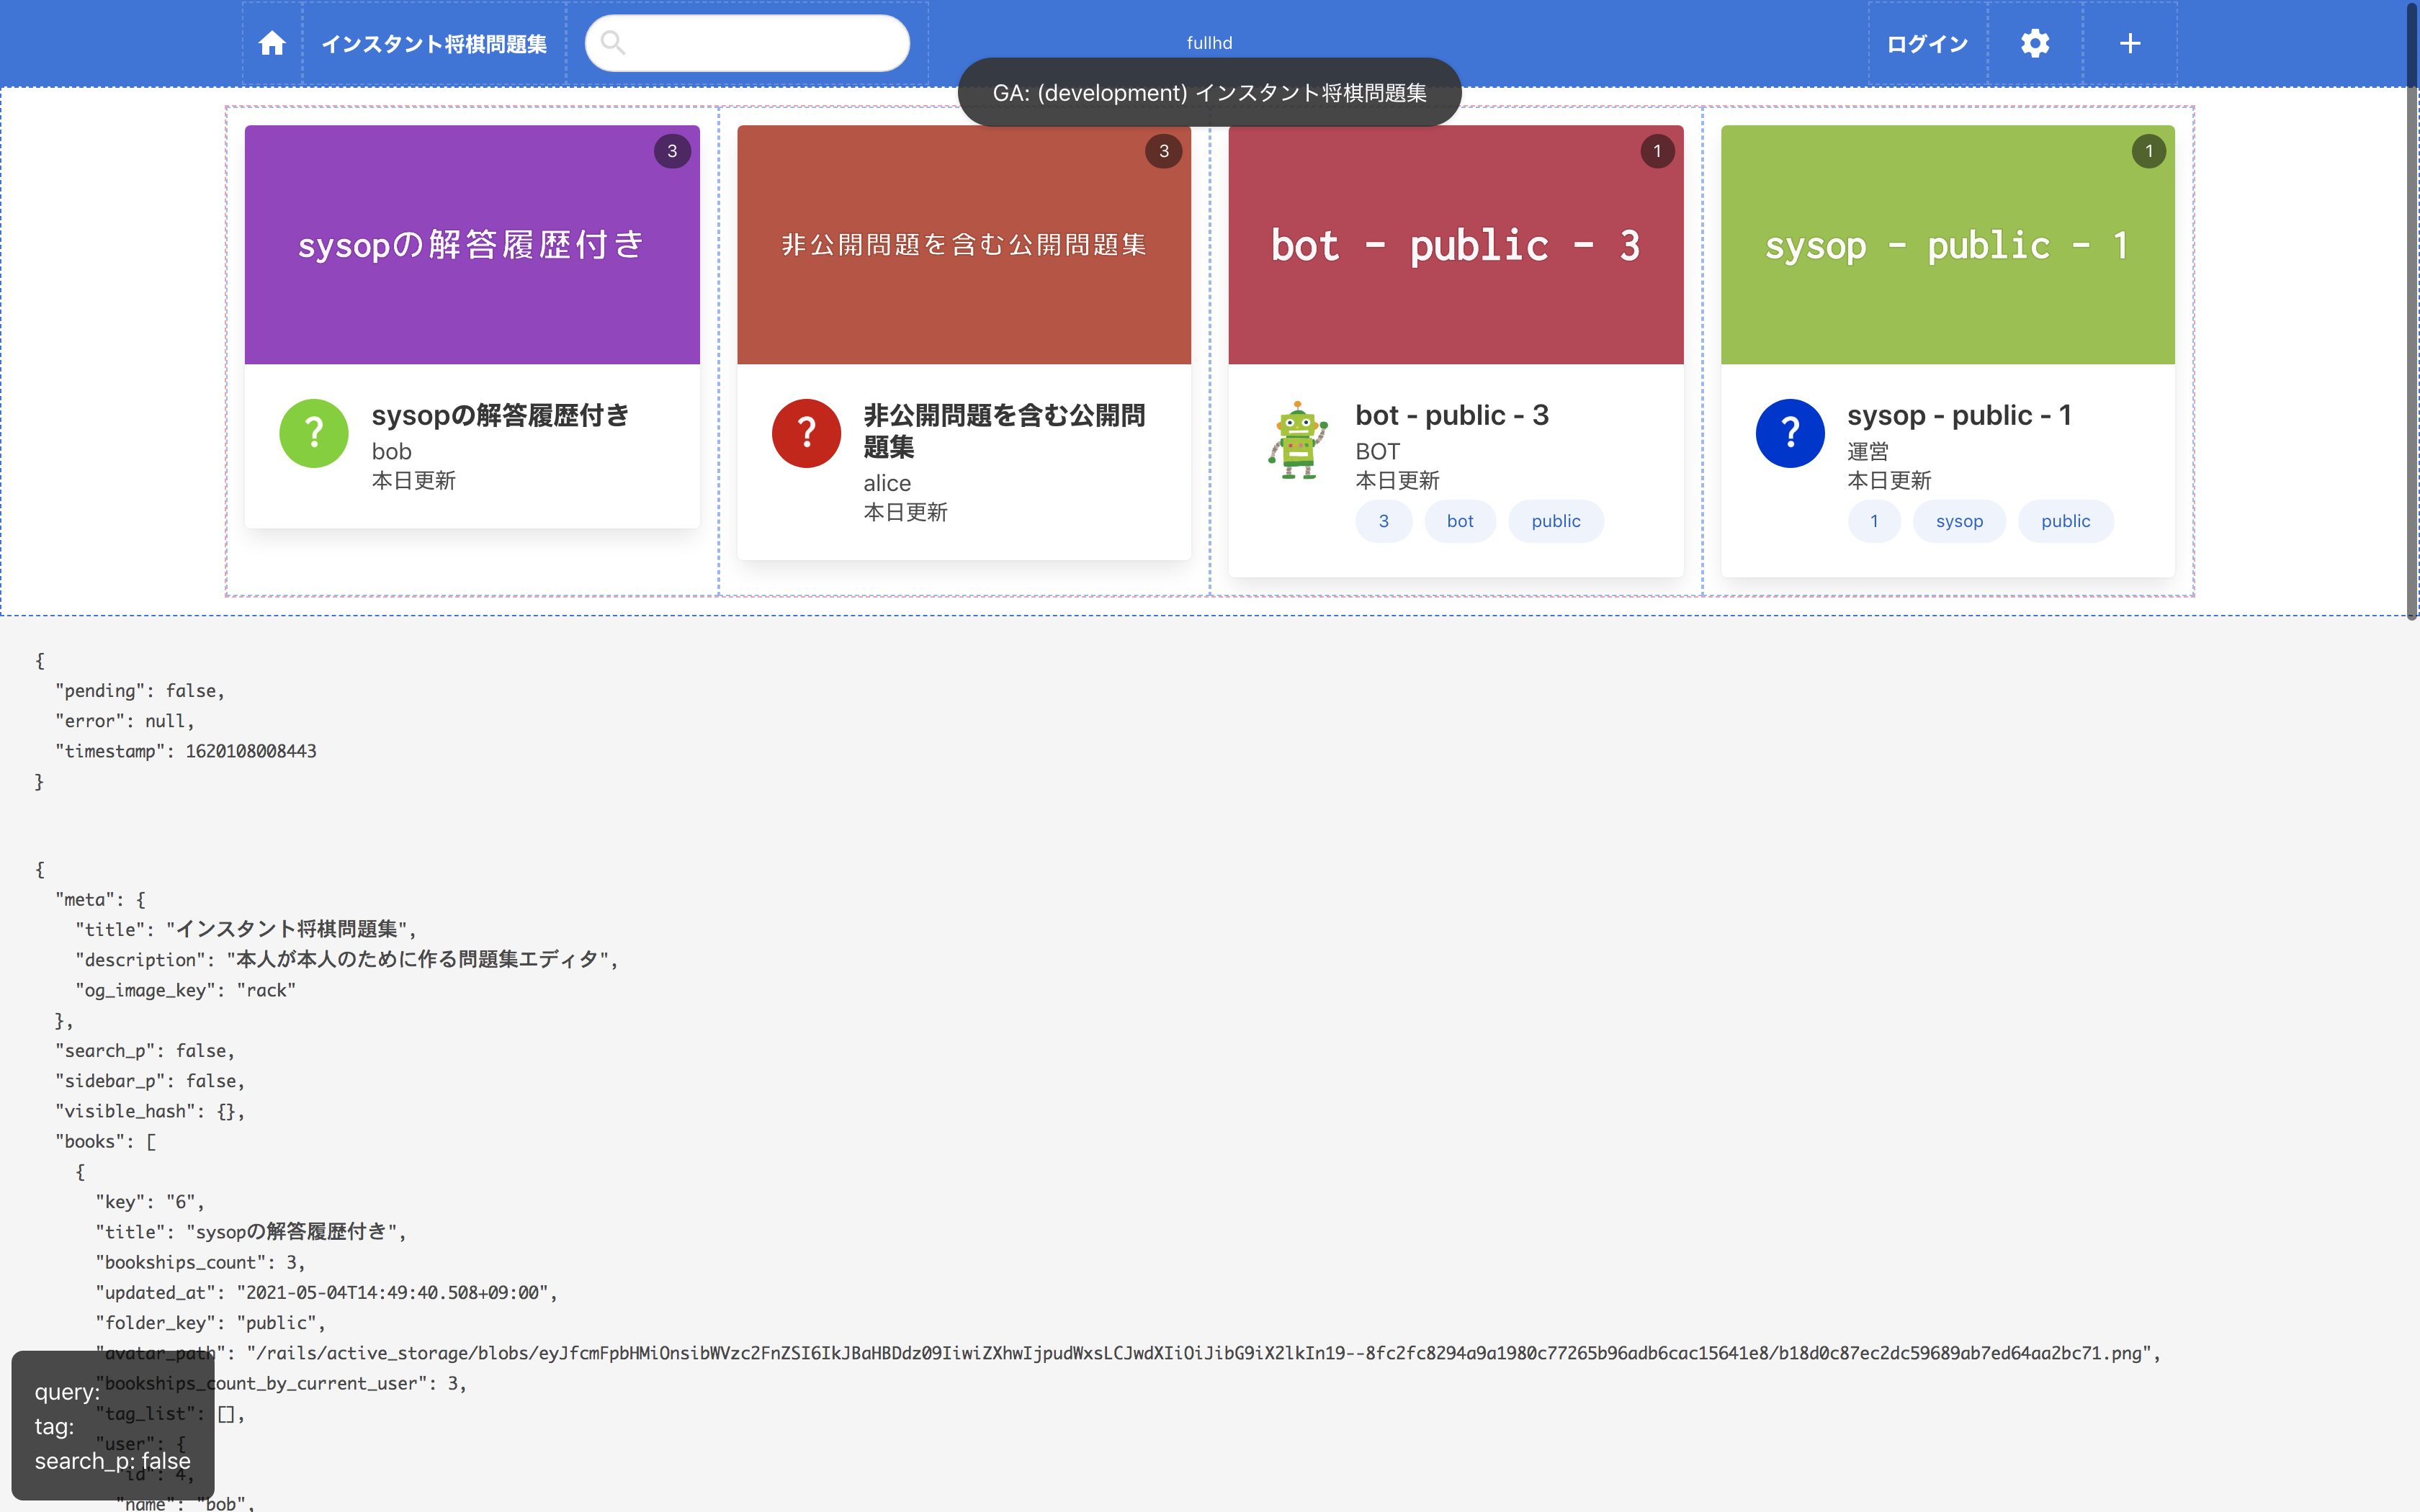 インスタント将棋問題集
fullhd
ログイン
GA: (development) インスタント将棋問題集
3
sysopの解答履歴付き
?
sysopの解答履歴付き
bob
本日更新
3
非公開問題を含む公開問題集
?
非公開問題を含む公開問
題集
alice
本日更新
1
bot - public - 3
bot - public - 3
BOT
本日更新
3 bot public
1
sysop - public - 1
?
sysop - public - 1
運営
本日更新
1 sysop public
{
"pending": false,
"error": null,
"timestamp": 1620108008443
}
{
"meta": {
"title": "インスタント将棋問題集",
"description": "本人が本人のために作る問題集エディタ",
"og_image_key": "rack"
},
"search_p": false,
"sidebar_p": false,
"visible_hash": {},
"books": [
{
"key": "6",
"title": "sysopの解答履歴付き",
"bookships_count": 3,
"updated_at": "2021-05-04T14:49:40.508+09:00",
"folder_key": "public",
"avatar_path": "/rails/active_storage/blobs/eyJfcmFpbHMiOnsibWVzc2FnZSI6IkJBaHBDdz09IiwiZXhwIjpudWxsLCJwdXIiOiJibG9iX2lkIn19--8fc2fc8294a9a1980c77265b96adb6cac15641e8/b18d0c87ec2dc59689ab7ed64aa2bc71.png",
"bookships_count_by_current_user": 3,
"tag_list": [],
"user": {
"id": 4,
"name": "bob",
query:
tag:
search_p: false